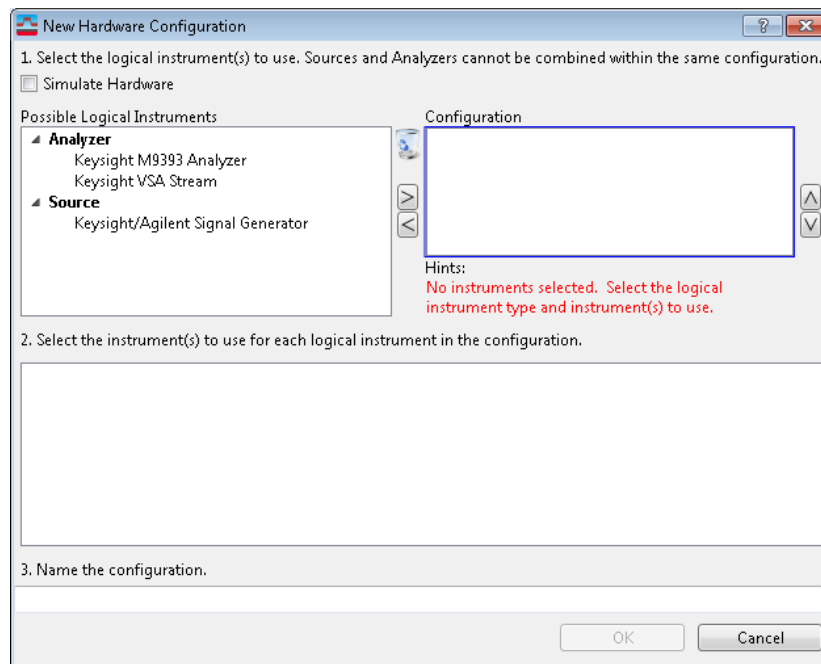 New Hardware Configuration
1. Select the logical instrument(s) to use. Sources and Analyzers cannot be combined within the same configuration.
Simulate Hardware
Possible Logical Instruments
Analyzer
Keysight M9393 Analyzer
Keysight VSA Stream
Source
Keysight/Agilent Signal Generator
Configuration
Hints:
No instruments selected. Select the logical
instrument type and instrument(s) to use.
2. Select the instrument(s) to use for each logical instrument in the configuration.
3. Name the configuration.
OK
Cancel